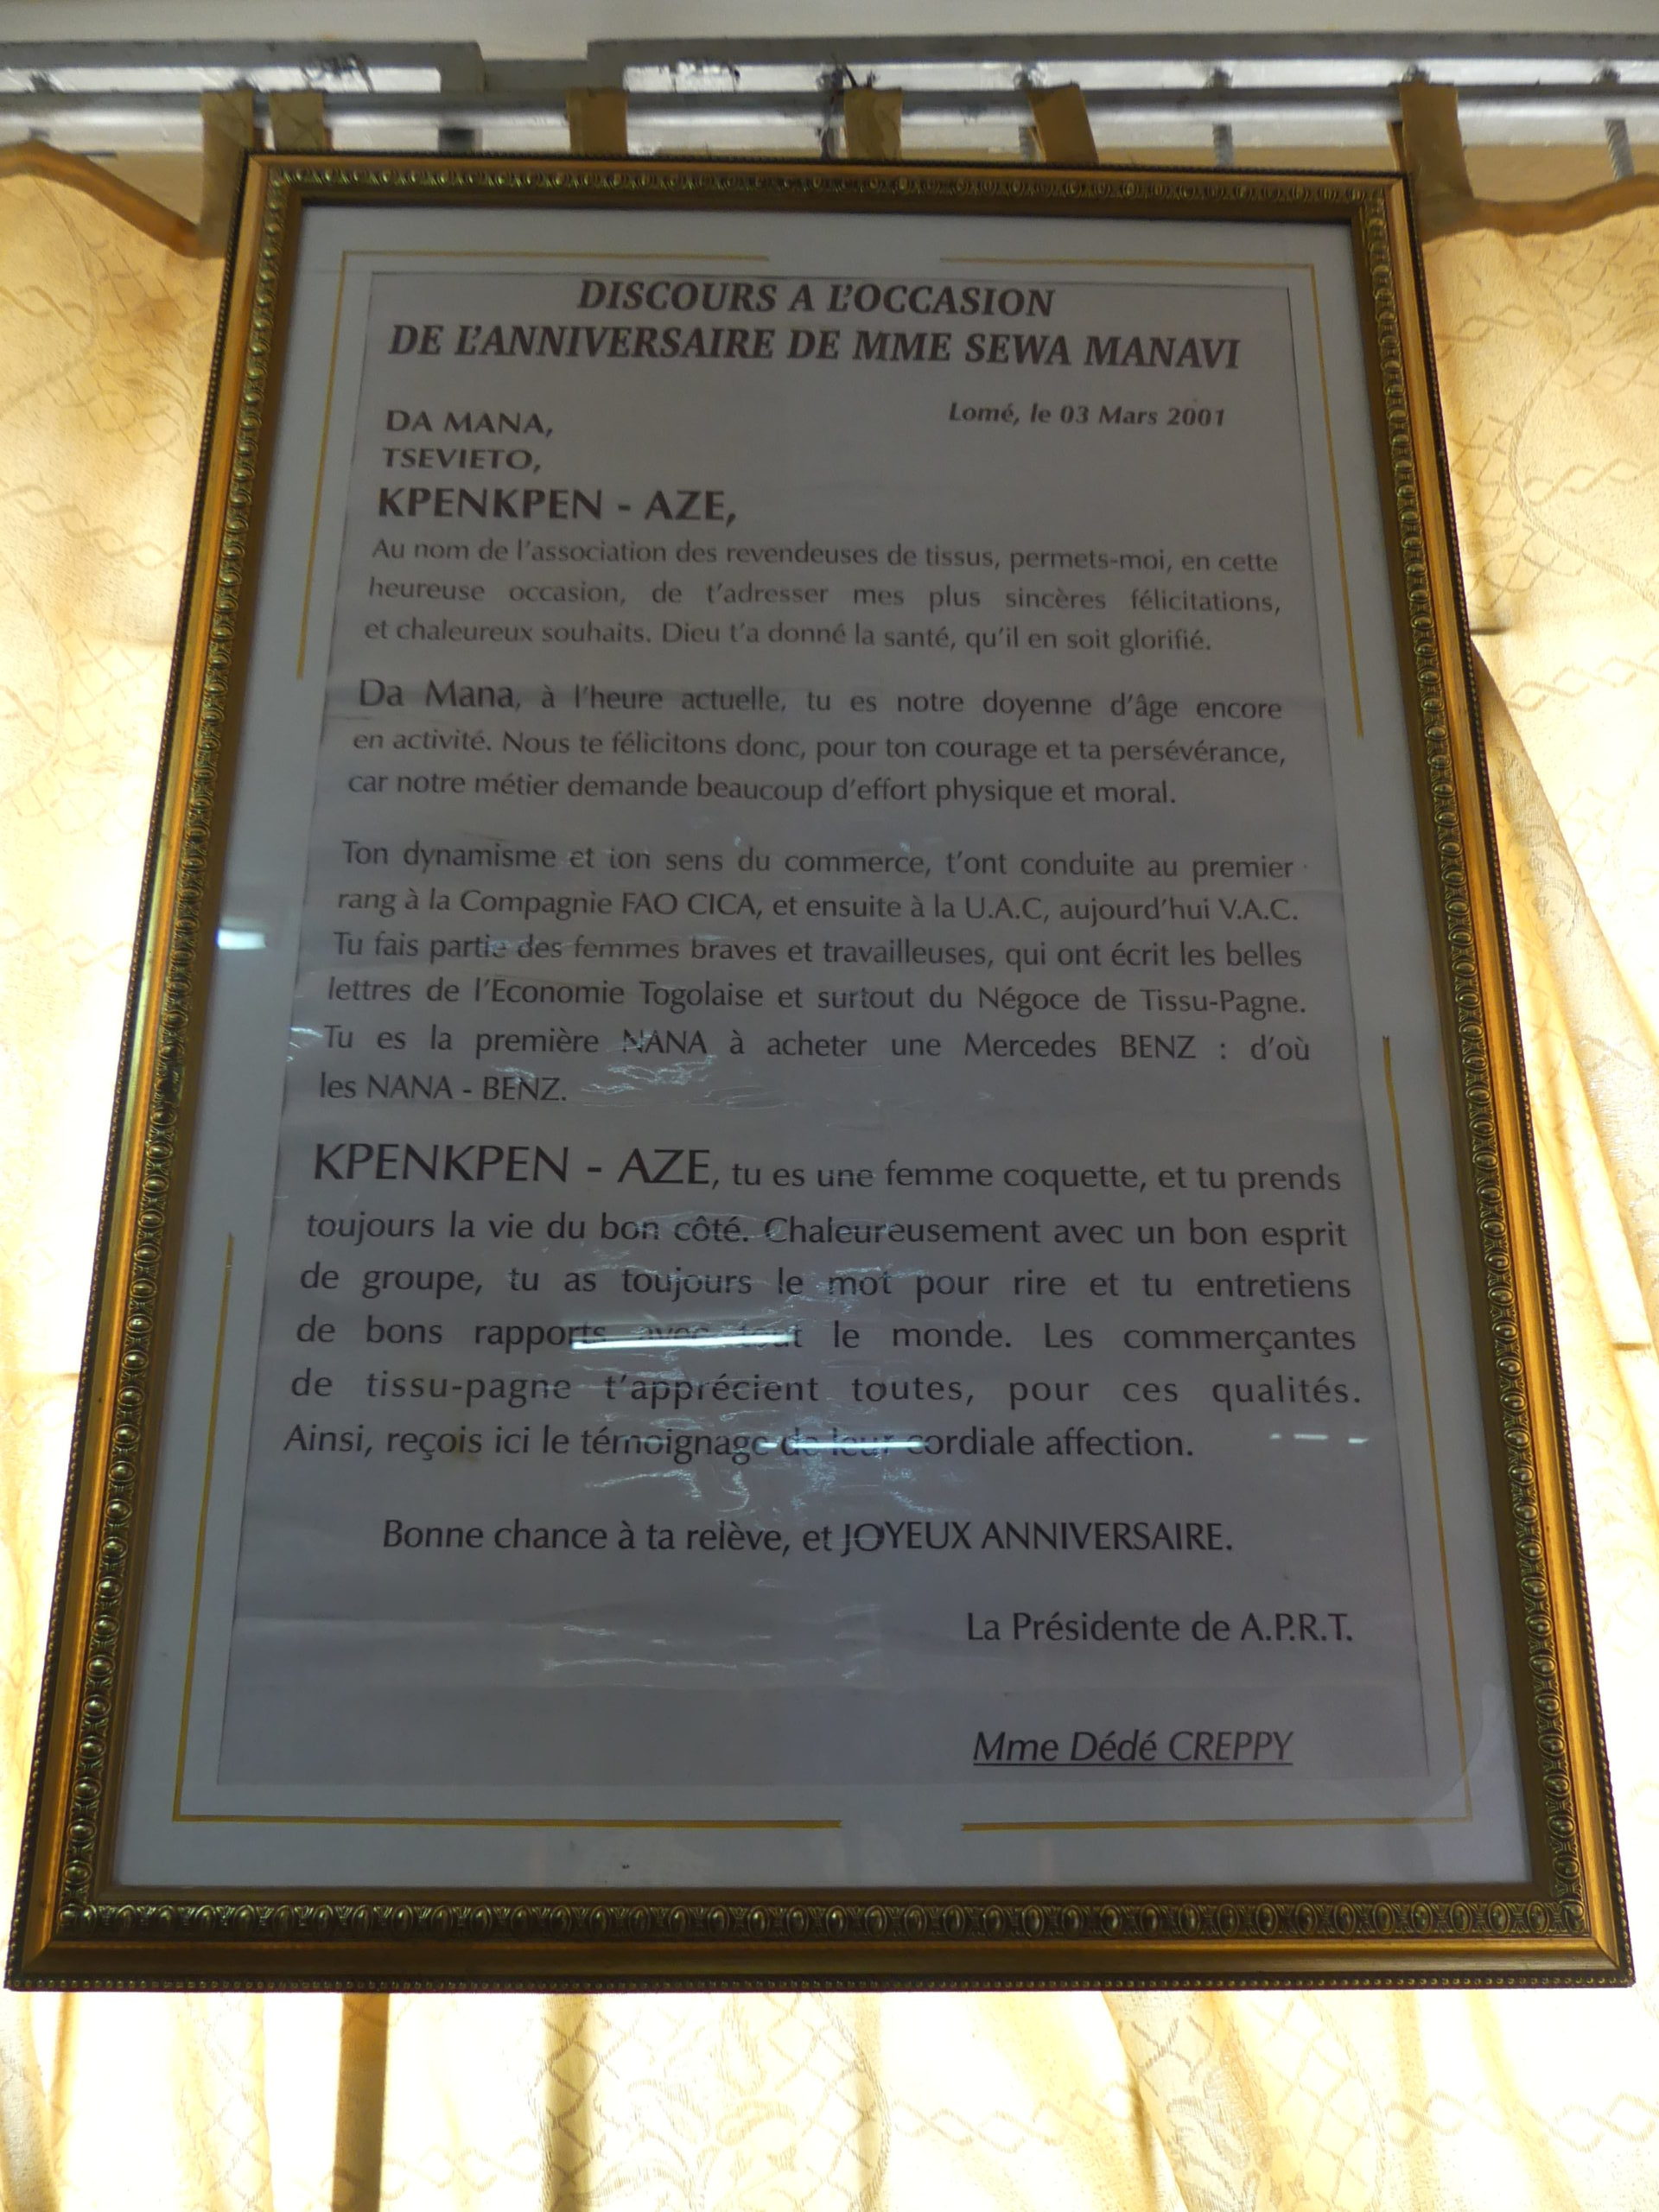 DISCOURS A L'OCCASION
DE L'ANNIVERSAIRE DE MME SEWA MANAVI
Lomé, le 03 Mars 2001
DA MANA,
TSEVIETO,
KPENKPEN - AZE,
Au nom de l'association des revendeuses de tissus, permets-moi, en cette
heureuse occasion, de t'adresser mes plus sincères félicitations,
et chaleureux souhaits. Dieu t'a donné la santé, qu'il en soit glorifié.
Da Mana, à l'heure actuelle, tu es notre doyenne d'âge encore
en activité. Nous te félicitons donc, pour ton courage et ta persévérance,
car notre métier demande beaucoup d'effort physique et moral.
Ton dynamisme et ton sens du commerce, t'ont conduite au premier
rang à la Compagnie FAO CICA, et ensuite à la U.A.C, aujourd'hui V.A.C.
Tu fais partie des femmes braves et travailleuses, qui ont écrit les belles
lettres de l'Economie Togolaise et surtout du Négoce de Tissu-Pagne.
Tu es la première NANA à acheter une Mercedes BENZ : d'où
les NANA - BENZ.
KPENKPEN - AZE, tu es une femme coquette, et tu prends
toujours la vie du bon côté. Chaleureusement avec un bon esprit
de groupe, tu as toujours le mot pour rire et tu entretiens
de bons rapports avec tout le monde. Les commerçantes
de tissu-pagne t'apprécient toutes, pour ces qualités.
Ainsi, reçois ici le témoignage de leur cordiale affection.
Bonne chance à ta relève, et JOYEUX ANNIVERSAIRE.
La Présidente de A.P.R.T.
Mme Dédé CREPPY